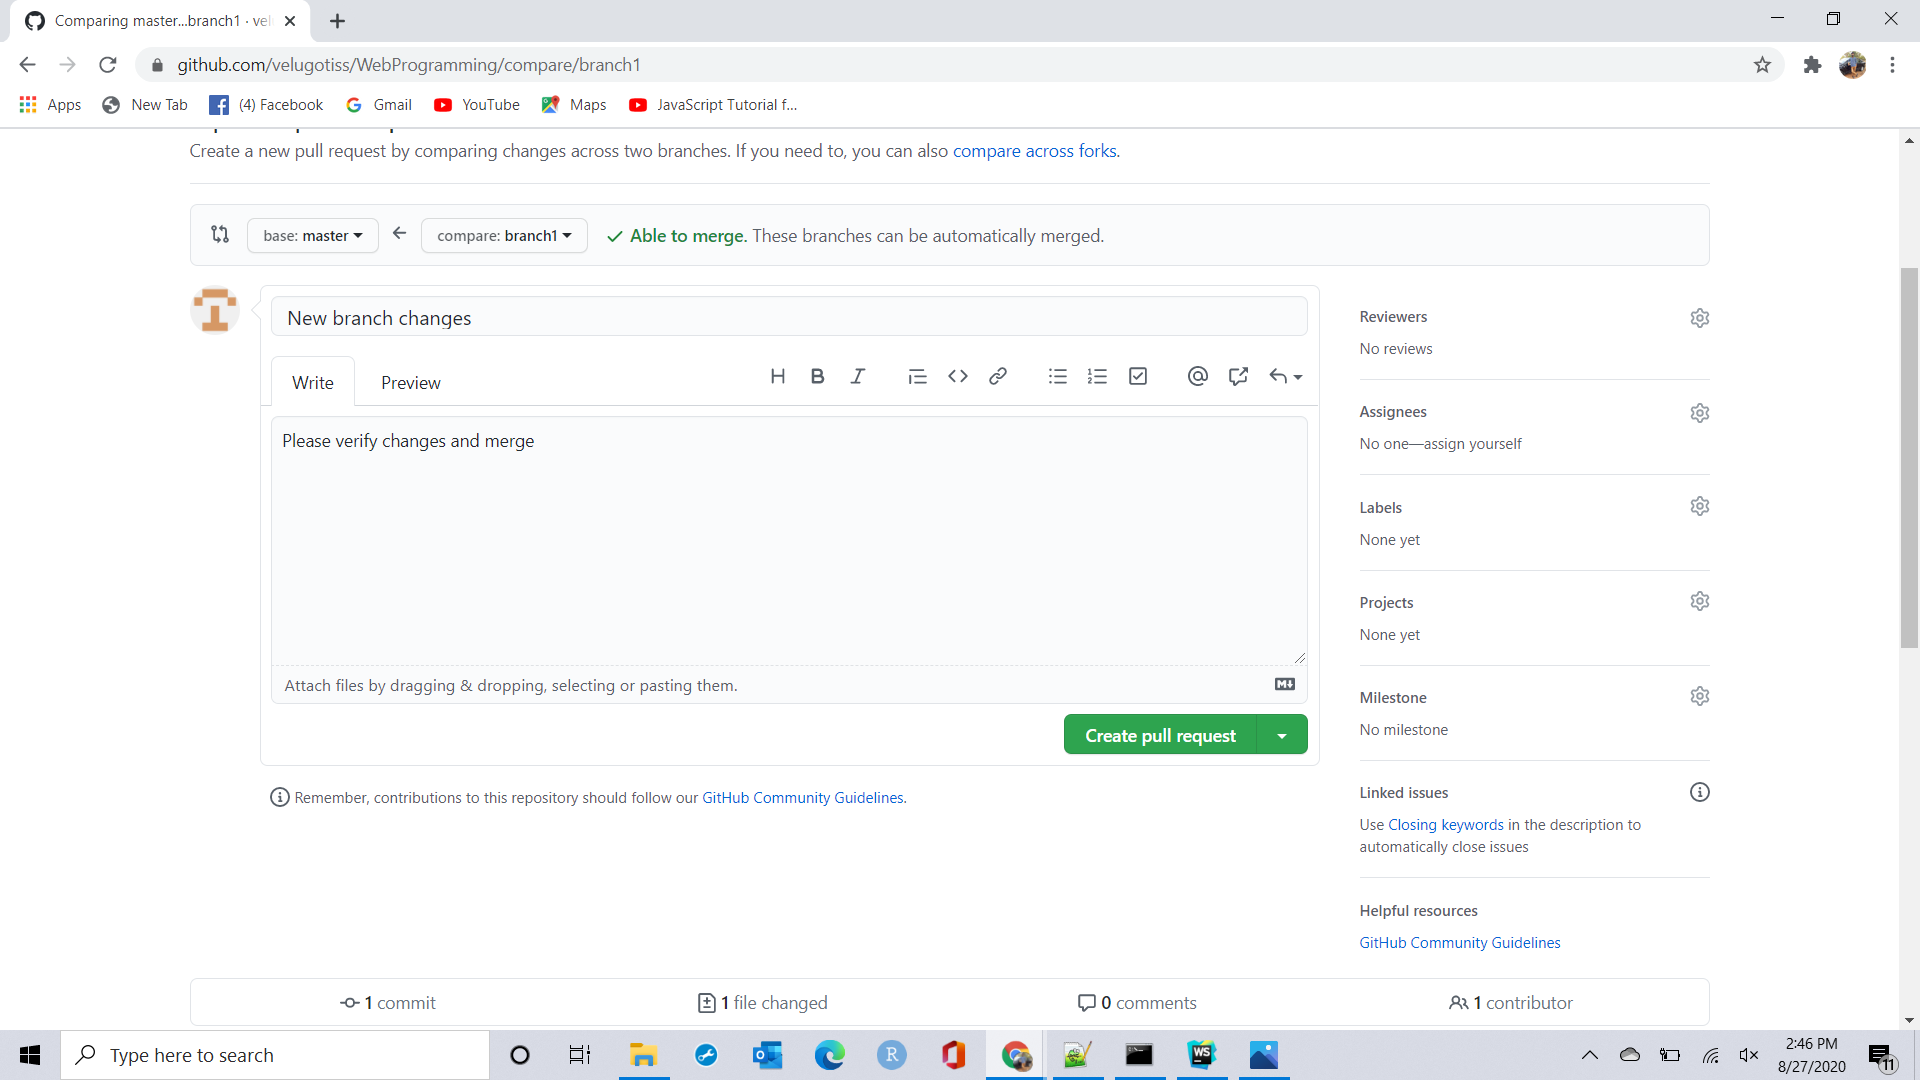 Comparing master...branch1 · vel
github.com/velugotiss/WebProgramming/compare/branch1
Apps
New Tab
(4) Facebook
Gmail
YouTube
Maps
JavaScript Tutorial f...
Create a new pull request by comparing changes across two branches. If you need to, you can also compare across forks.
base: master
compare: branch1
Able to merge. These branches can be automatically merged.
New branch changes
Write
Preview
Please verify changes and merge
Attach files by dragging & dropping, selecting or pasting them.
Create pull request
Remember, contributions to this repository should follow our GitHub Community Guidelines.
Reviewers
No reviews
Assignees
No one—assign yourself
Labels
None yet
Projects
None yet
Milestone
No milestone
Linked issues
Use Closing keywords in the description to
automatically close issues
Helpful resources
GitHub Community Guidelines
1 commit
1 file changed
0 comments
1 contributor
Type here to search
R
WS
2:46 PM
8/27/2020
11